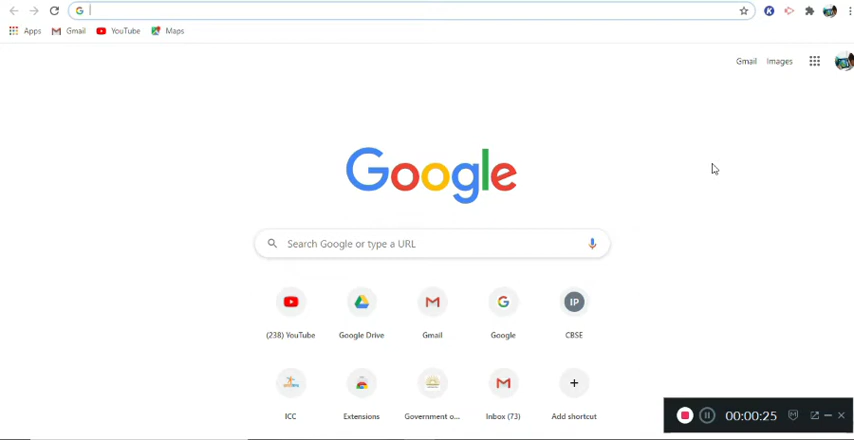 Apps Gmail YouTube Maps
Gmail Images
Google
Search Google or type a URL
(238) YouTube Google Drive Gmail Google CBSE
IP
ICC Extensions Government o... Inbox (73) Add shortcut
00:00:25